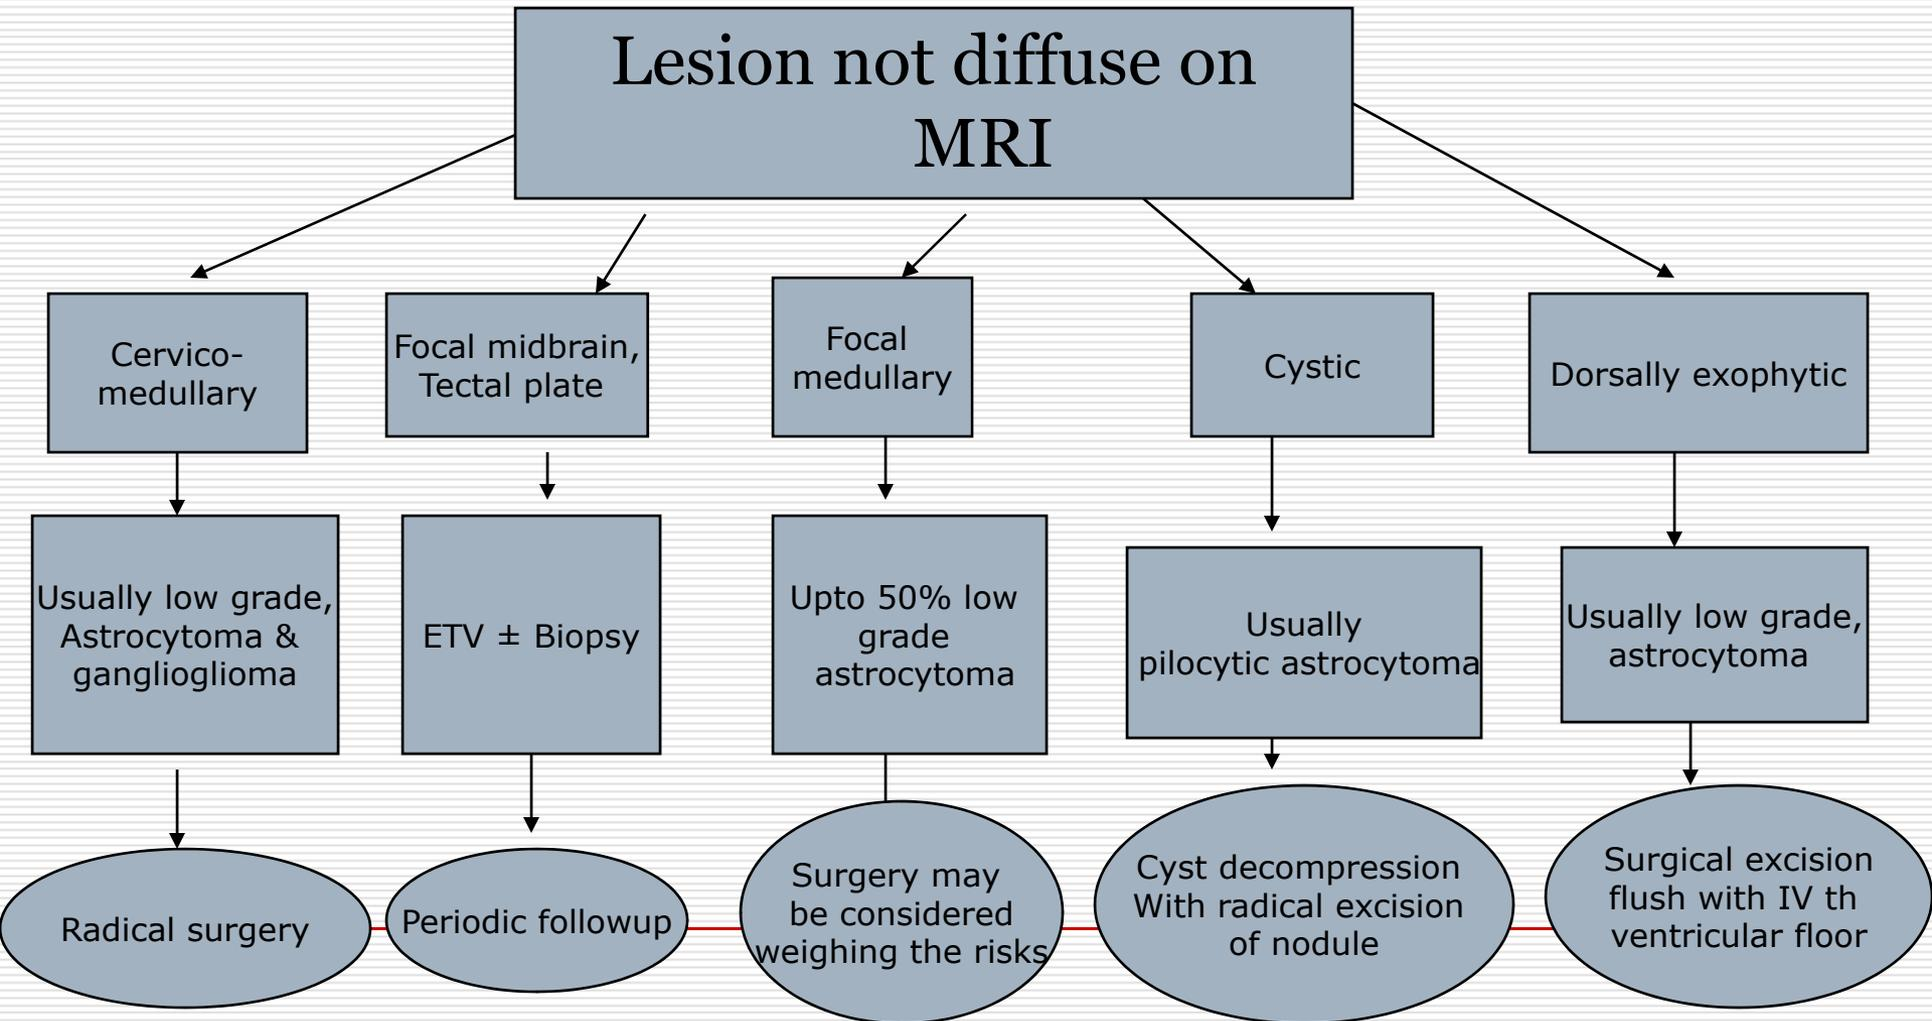 Lesion not diffuse on
MRI
Cervico-
medullary
Focal midbrain,
Tectal plate
Focal
medullary
Cystic
Dorsally exophytic
Usually low grade,
Astrocytoma &
ganglioglioma
ETV ± Biopsy
Upto 50% low
grade
astrocytoma
Usually
pilocytic astrocytoma
Usually low grade,
astrocytoma
Radical surgery
Periodic followup
Surgery may
be considered
weighing the risks
Cyst decompression
With radical excision
of nodule
Surgical excision
flush with IV th
ventricular floor